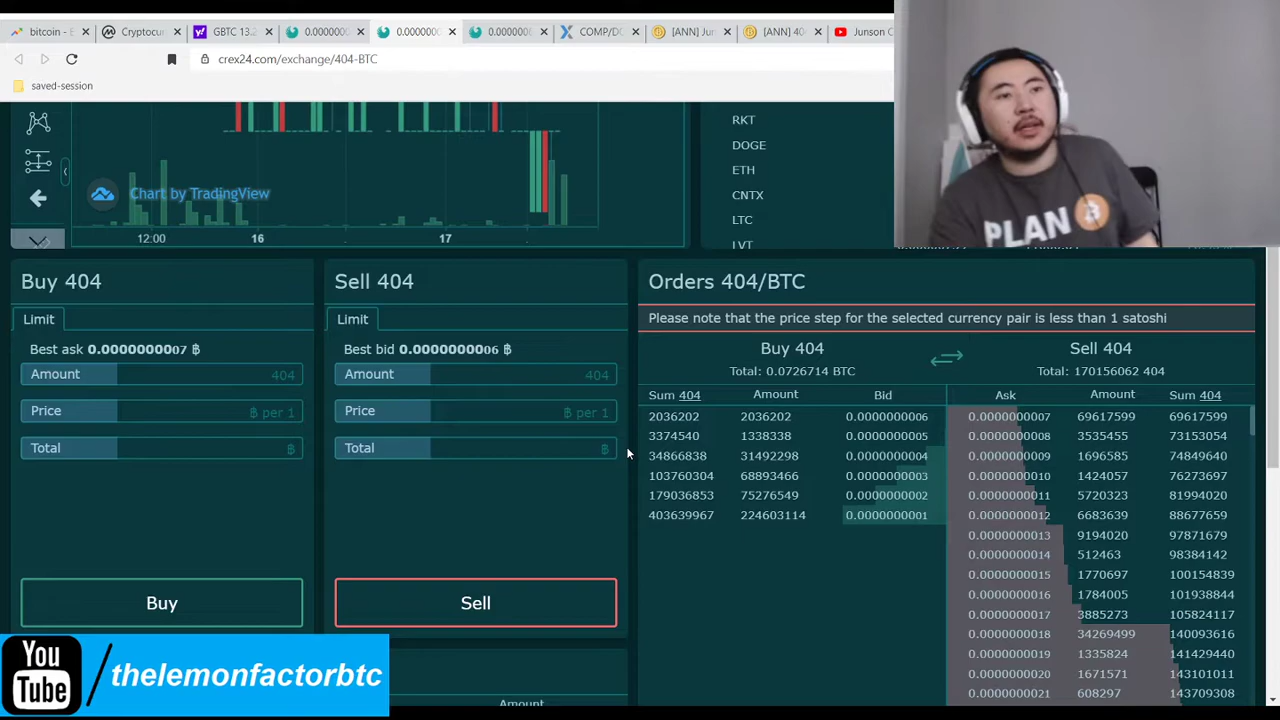 bitcoin - E
Cryptocu
GBTC 13.2
0.000000
0.00000
0.00000
COMP/D
[ANN] Ju
[ANN] 40
Junson C
crex24.com/exchange/404-BTC
saved-session
RKT
DOGE
ETH
CNTX
LTC
LVT
PLAN B
Chart by TradingView
12:00
16
17
Buy 404
Limit
Best ask 0.0000000007 ฿
Amount 404
Price ฿ per 1
Total ฿
Buy
Sell 404
Limit
Best bid 0.0000000006 ฿
Amount 404
Price ฿ per 1
Total ฿
Sell
Amount
Orders 404/BTC
Please note that the price step for the selected currency pair is less than 1 satoshi
Buy 404
Total: 0.0726714 BTC
Sell 404
Total: 170156062 404
Sum 404 Amount Bid Ask Amount Sum 404
2036202 2036202 0.0000000006 0.0000000007 69617599 69617599
3374540 1338338 0.0000000005 0.0000000008 3535455 73153054
34866838 31492298 0.0000000004 0.0000000009 1696585 74849640
103760304 68893466 0.0000000003 0.0000000010 1424057 76273697
179036853 75276549 0.0000000002 0.0000000011 5720323 81994020
403639967 224603114 0.0000000001 0.0000000012 6683639 88677659
0.0000000013 9194020 97871679
0.0000000014 512463 98384142
0.0000000015 1770697 100154839
0.0000000016 1784005 101938844
0.0000000017 3885273 105824117
0.0000000018 34269499 140093616
0.0000000019 1335824 141429440
0.0000000020 1671571 143101011
0.0000000021 608297 143709308
You Tube /thelemonfactorbtc